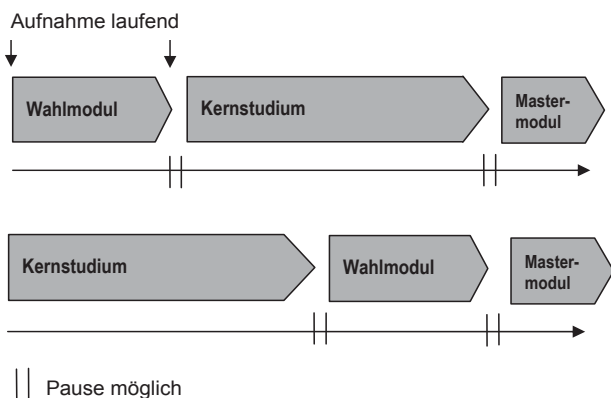 Aufnahme laufend
Wahlmodul
Kernstudium
Master-
modul
Kernstudium
Wahlmodul
Master-
modul
Pause möglich